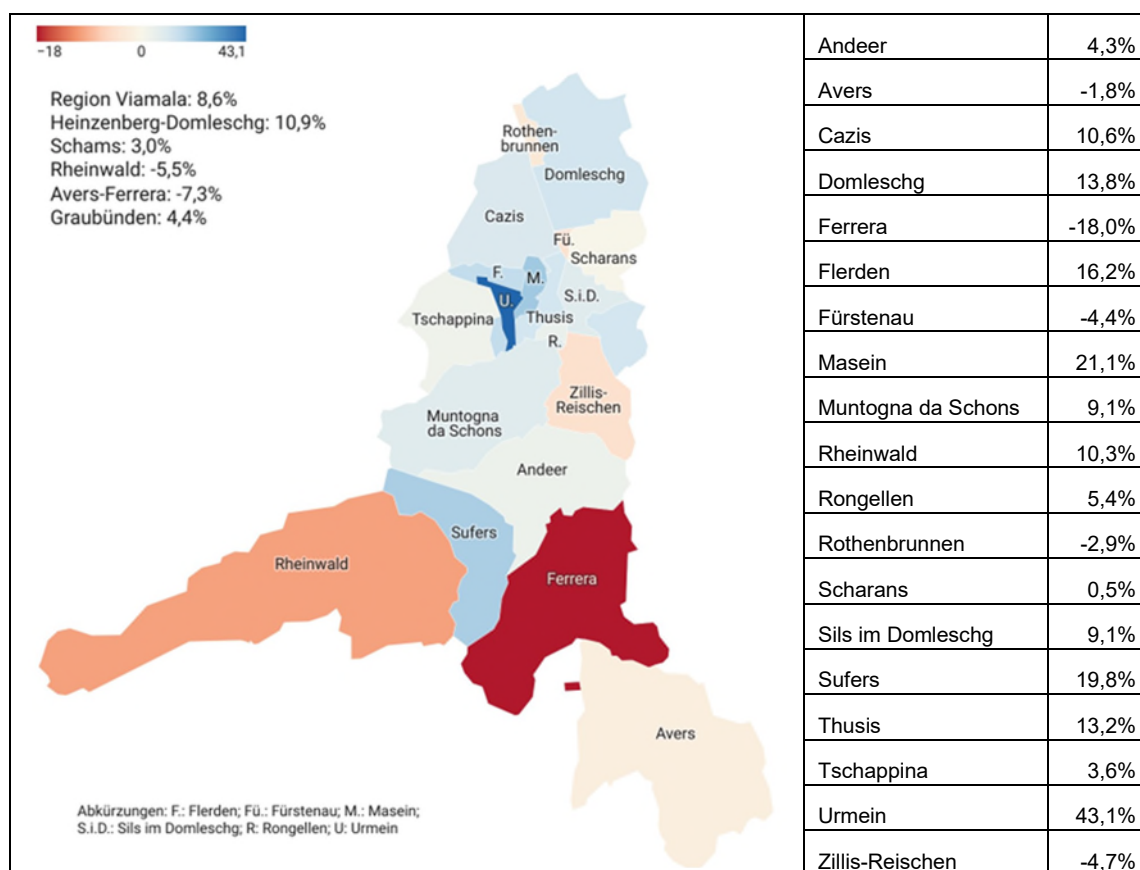 −18 0 43,1
Region Viamala: 8,6%
Heinzenberg-Domleschg: 10,9%
Schams: 3,0%
Rheinwald: -5,5%
Avers-Ferrera: -7,3%
Graubünden: 4,4%
Rothen-
brunnen
Domleschg
Cazis
Fü.
Scharans
F.
M.
U.
S.i.D.
Tschappina
Thusis
R.
Zillis-
Reischen
Muntogna
da Schons
Andeer
Sufers
Rheinwald
Ferrera
Avers
Abkürzungen: F.: Flerden; Fü.: Fürstenau; M.: Masein;
S.i.D.: Sils im Domleschg; R: Rongellen; U: Urmein
Andeer 4,3%
Avers -1,8%
Cazis 10,6%
Domleschg 13,8%
Ferrera -18,0%
Flerden 16,2%
Fürstenau -4,4%
Masein 21,1%
Muntogna da Schons 9,1%
Rheinwald 10,3%
Rongellen 5,4%
Rothenbrunnen -2,9%
Scharans 0,5%
Sils im Domleschg 9,1%
Sufers 19,8%
Thusis 13,2%
Tschappina 3,6%
Urmein 43,1%
Zillis-Reischen -4,7%